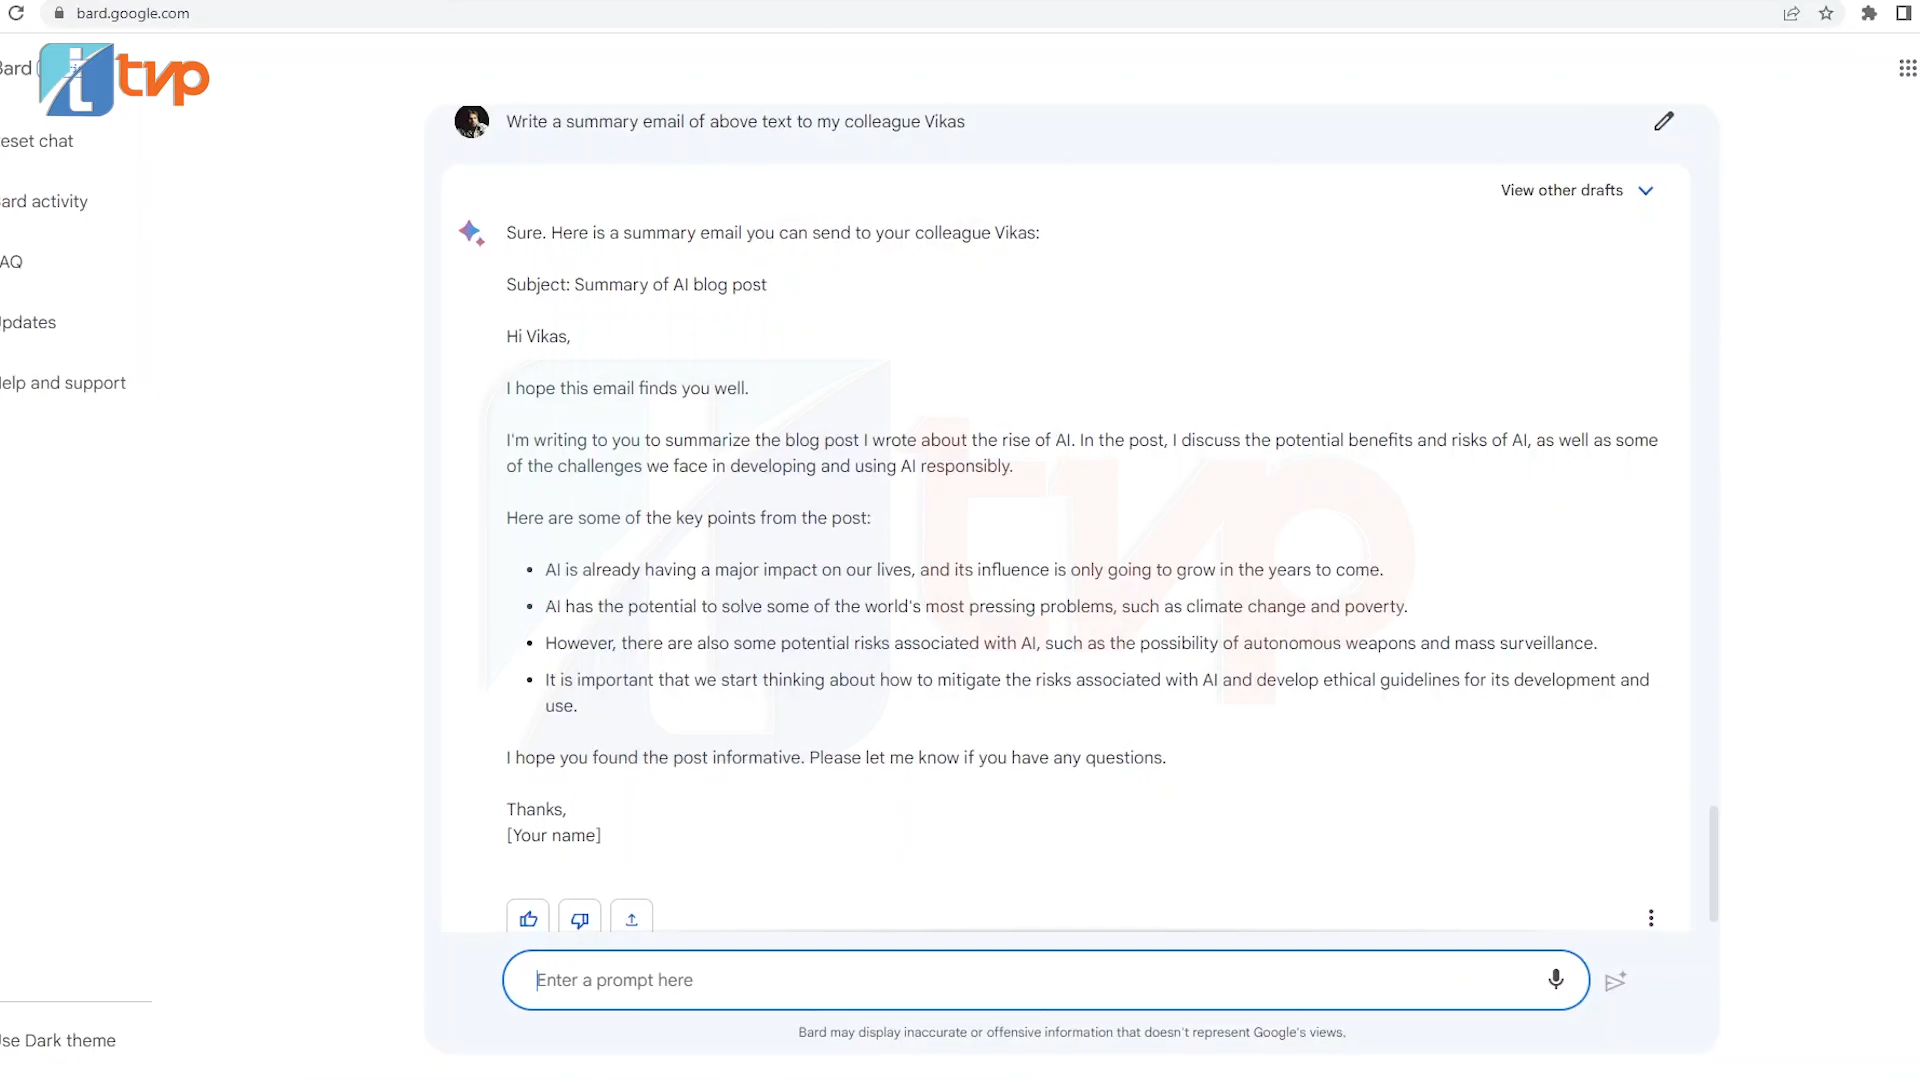 bard.google.com
tvp
Bard
eset chat
ard activity
AQ
pdates
elp and support
se Dark theme
Write a summary email of above text to my colleague Vikas
View other drafts
Sure. Here is a summary email you can send to your colleague Vikas:
Subject: Summary of AI blog post
Hi Vikas,
I hope this email finds you well.
I'm writing to you to summarize the blog post I wrote about the rise of AI. In the post, I discuss the potential benefits and risks of AI, as well as some
of the challenges we face in developing and using AI responsibly.
Here are some of the key points from the post:
• AI is already having a major impact on our lives, and its influence is only going to grow in the years to come.
• AI has the potential to solve some of the world's most pressing problems, such as climate change and poverty.
• However, there are also some potential risks associated with AI, such as the possibility of autonomous weapons and mass surveillance.
• It is important that we start thinking about how to mitigate the risks associated with AI and develop ethical guidelines for its development and
use.
I hope you found the post informative. Please let me know if you have any questions.
Thanks,
[Your name]
Enter a prompt here
Bard may display inaccurate or offensive information that doesn't represent Google's views.
tvp